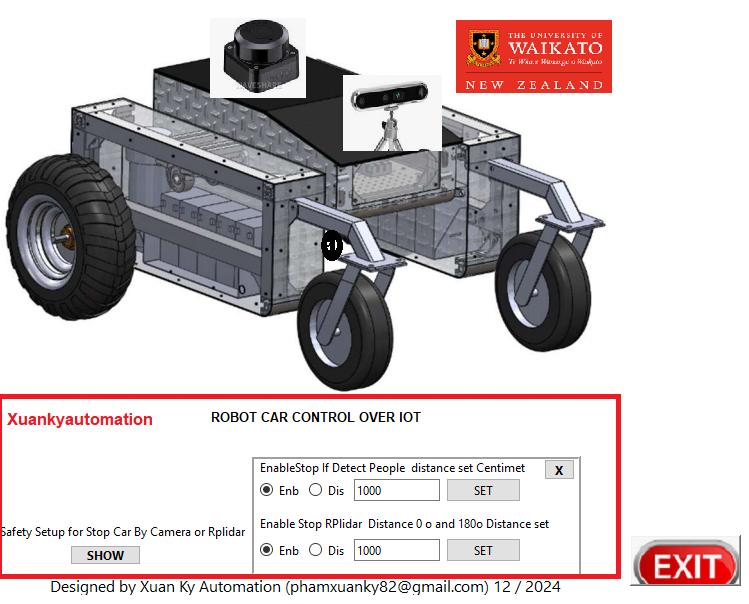 THE UNIVERSITY OF
WAIKATO
Te Whare Wānanga o Waikato
NEW ZEALAND
WAVESHARE
Xuankyautomation
ROBOT CAR CONTROL OVER IOT
EnableStop If Detect People distance set Centimet
X
Enb Dis 1000 SET
Enable Stop RPlidar Distance 0 o and 180o Distance set
Safety Setup for Stop Car By Camera or Rplidar
SHOW
Enb Dis 1000 SET
EXIT
Designed by Xuan Ky Automation (phamxuanky82@gmail.com) 12 / 2024